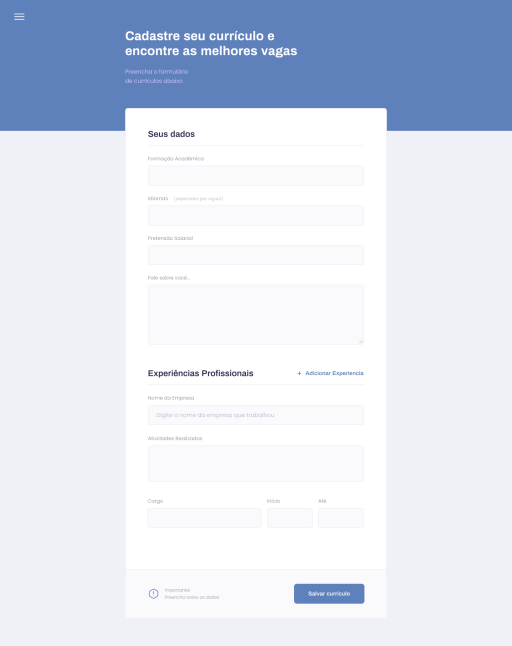 Cadastre seu currículo e
encontre as melhores vagas
Preencha o formulário
de currículos abaixo
Seus dados
Formação Acadêmica
Idiomas (separados por vígula)
Pretensão Salarial
Fale sobre você...
Experiências Profissionais + Adicionar Experiencia
Nome da Empresa
Digite o nome da empresa que trabalhou
Atividades Realizadas
Cargo Início Até
Importante!
Preencha todos os dados
Salvar currículo